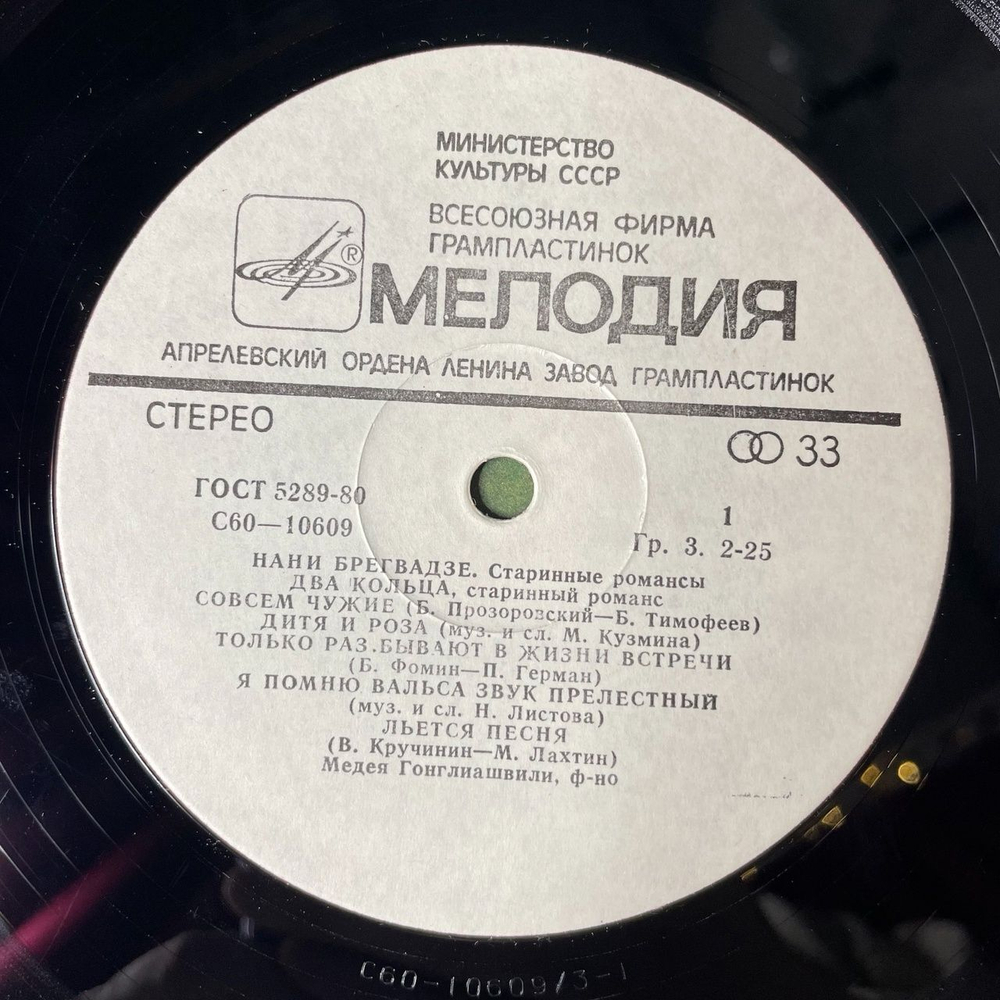 МИНИСТЕРСТВО
КУЛЬТУРЫ СССР
ВСЕСОЮЗНАЯ ФИРМА
ГРАМПЛАСТИНОК
®
МЕЛОДИЯ
АПРЕЛЕВСКИЙ ОРДЕНА ЛЕНИНА ЗАВОД ГРАМПЛАСТИНОК
СТЕРЕО
33
ГОСТ 5289-80
1
С60—10609
Гр. 3. 2-25
НАНИ БРЕГВАДЗЕ. Старинные романсы
ДВА КОЛЬЦА, старинный романс
СОВСЕМ ЧУЖИЕ (Б. Прозоровский—Б. Тимофеев)
ДИТЯ И РОЗА (муз. и сл. М. Кузмина)
ТОЛЬКО РАЗ.БЫВАЮТ В ЖИЗНИ ВСТРЕЧИ
(Б. Фомин—П. Герман)
Я ПОМНЮ ВАЛЬСА ЗВУК ПРЕЛЕСТНЫЙ
(муз. и сл. Н. Листова)
ЛЬЕТСЯ ПЕСНЯ
(В. Кручинин—М. Лахтин)
Медея Гонглиашвили, ф-но
С60-10609/3-1